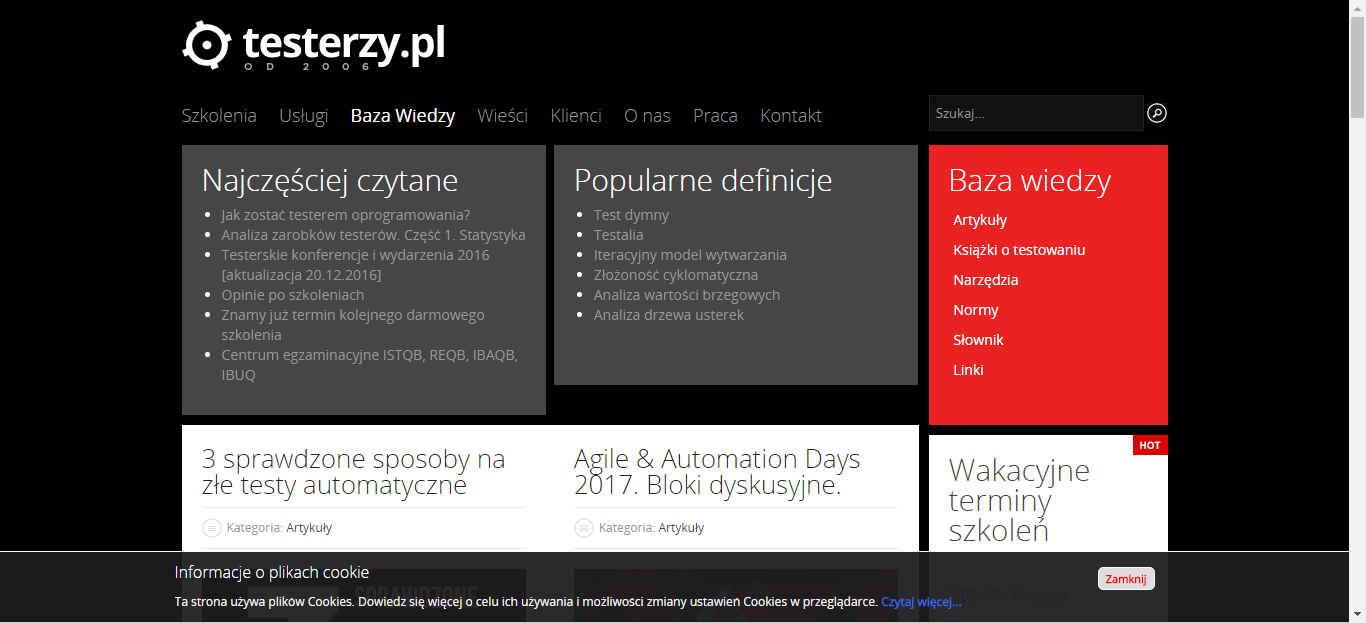 testerzy.pl
OD 2006
Szkolenia Usługi Baza Wiedzy Wieści Klienci O nas Praca Kontakt
Szukaj...
Najczęściej czytane
Jak zostać testerem oprogramowania?
Analiza zarobków testerów. Część 1. Statystyka
Testerskie konferencje i wydarzenia 2016
[aktualizacja 20.12.2016]
Opinie po szkoleniach
Znamy już termin kolejnego darmowego
szkolenia
Centrum egzaminacyjne ISTQB, REQB, IBAQB,
IBUQ
Popularne definicje
Test dymny
Testalia
Iteracyjny model wytwarzania
Złożoność cyklomatyczna
Analiza wartości brzegowych
Analiza drzewa usterek
Baza wiedzy
Artykuły
Książki o testowaniu
Narzędzia
Normy
Słownik
Linki
3 sprawdzone sposoby na
złe testy automatyczne
Kategoria: Artykuły
Agile & Automation Days
2017. Bloki dyskusyjne.
Kategoria: Artykuły
HOT
Wakacyjne
terminy
szkoleń
Informacje o plikach cookie
Zamknij
Ta strona używa plików Cookies. Dowiedz się więcej o celu ich używania i możliwości zmiany ustawień Cookies w przeglądarce. Czytaj więcej...
SPRAWDZONE
08.17 - Wrocław